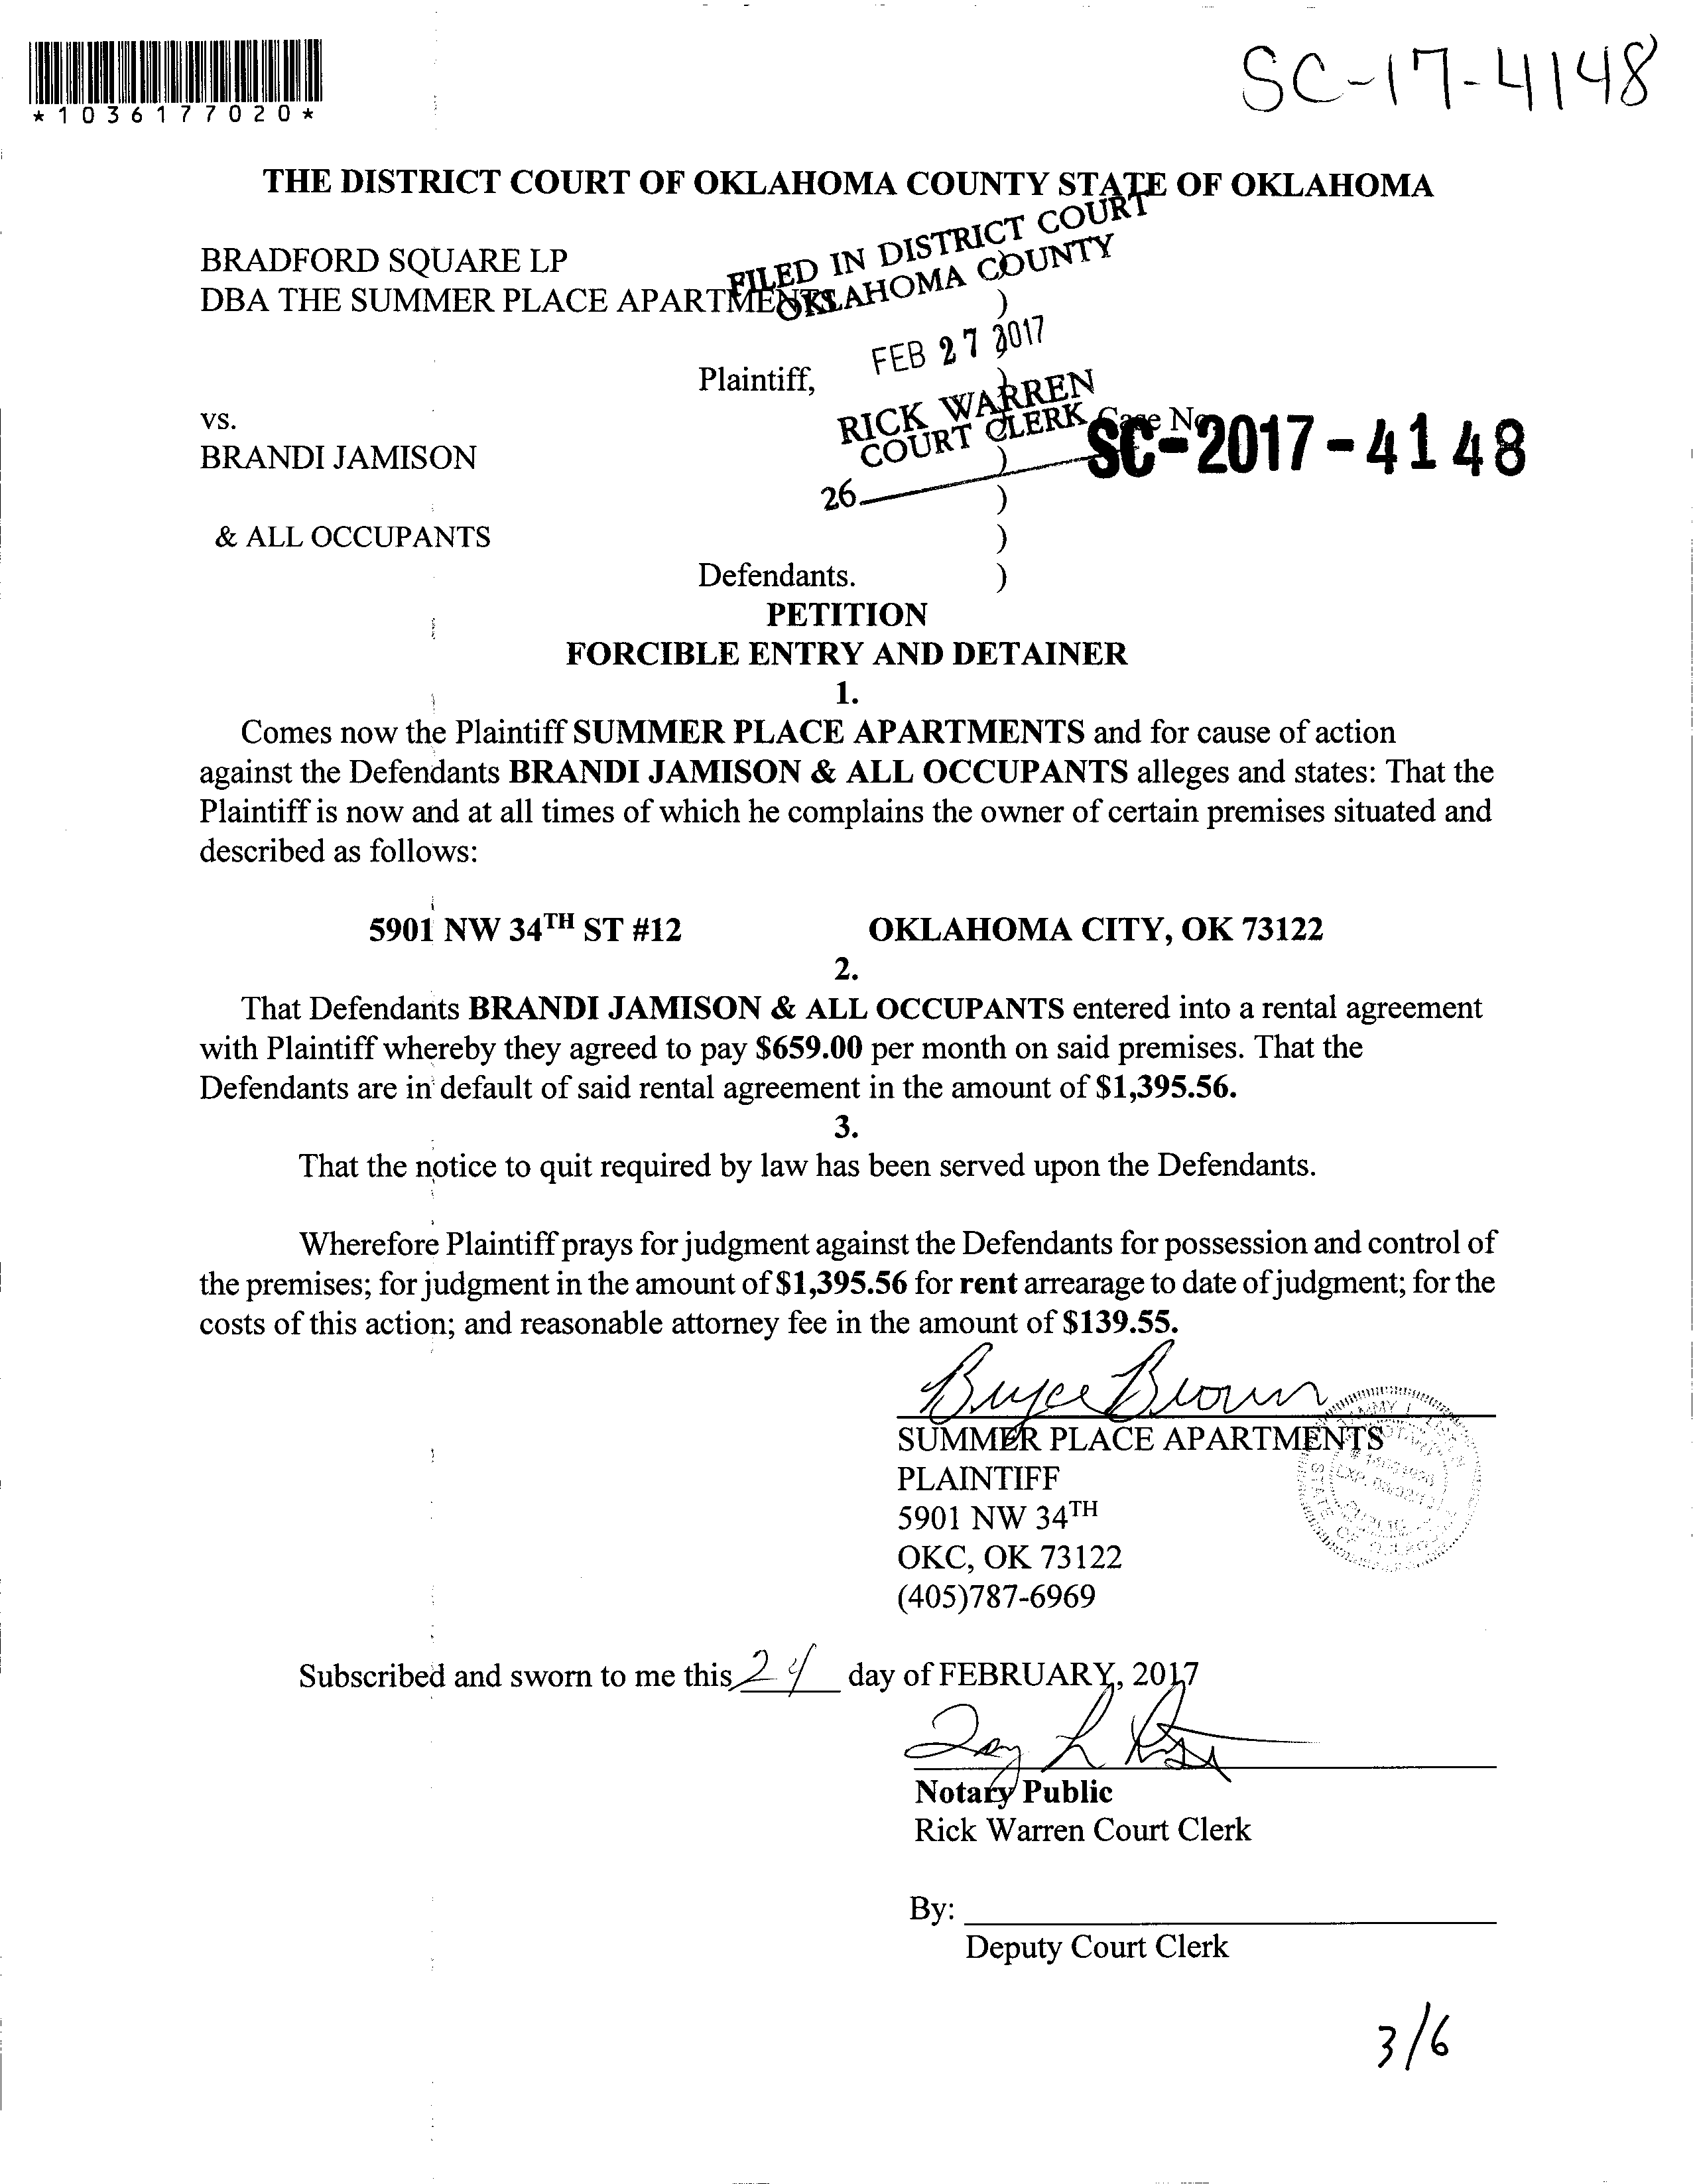 *1036177020*
SC-17-4148
THE DISTRICT COURT OF OKLAHOMA COUNTY STATE OF OKLAHOMA
BRADFORD SQUARE LP
DBA THE SUMMER PLACE APARTMENTS
FILED IN DISTRICT COURT
OKLAHOMA COUNTY
)
)
FEB 27 2017
Plaintiff, )
RICK WARREN
COURT CLERK
vs. ) Case No
SC-2017-4148
BRANDI JAMISON )
26 )
& ALL OCCUPANTS )
Defendants. )
PETITION
FORCIBLE ENTRY AND DETAINER
1.
Comes now the Plaintiff SUMMER PLACE APARTMENTS and for cause of action
against the Defendants BRANDI JAMISON & ALL OCCUPANTS alleges and states: That the
Plaintiff is now and at all times of which he complains the owner of certain premises situated and
described as follows:
5901 NW 34TH ST #12 OKLAHOMA CITY, OK 73122
2.
That Defendants BRANDI JAMISON & ALL OCCUPANTS entered into a rental agreement
with Plaintiff whereby they agreed to pay $659.00 per month on said premises. That the
Defendants are in default of said rental agreement in the amount of $1,395.56.
3.
That the notice to quit required by law has been served upon the Defendants.
Wherefore Plaintiff prays for judgment against the Defendants for possession and control of
the premises; for judgment in the amount of $1,395.56 for rent arrearage to date of judgment; for the
costs of this action; and reasonable attorney fee in the amount of $139.55.
Bryce Brown
SUMMER PLACE APARTMENTS
PLAINTIFF
5901 NW 34TH
OKC, OK 73122
(405)787-6969
STATE OF
EXP.
Subscribed and sworn to me this 24 day of FEBRUARY, 2017
Notary Public
Rick Warren Court Clerk
By:
Deputy Court Clerk
3/6